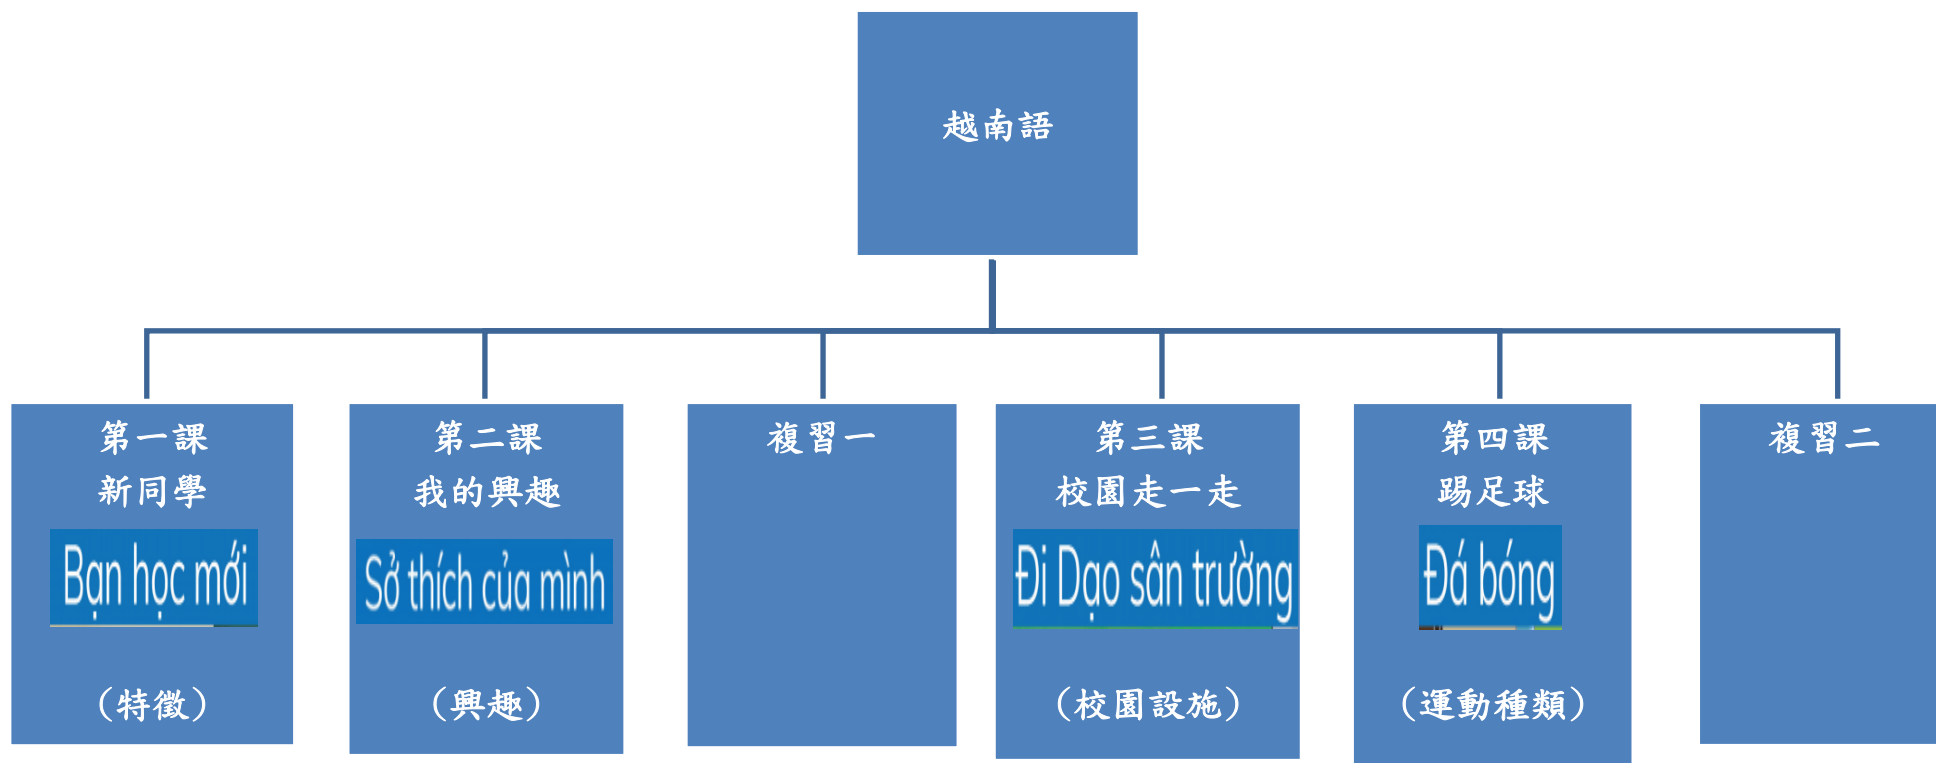 越南語
第一課
新同學
Bạn học mới
（特徵）
第二課
我的興趣
Sở thích của mình
（興趣）
複習一
第三課
校園走一走
Đi Dạo sân trường
（校園設施）
第四課
踢足球
Đá bóng
（運動種類）
複習二